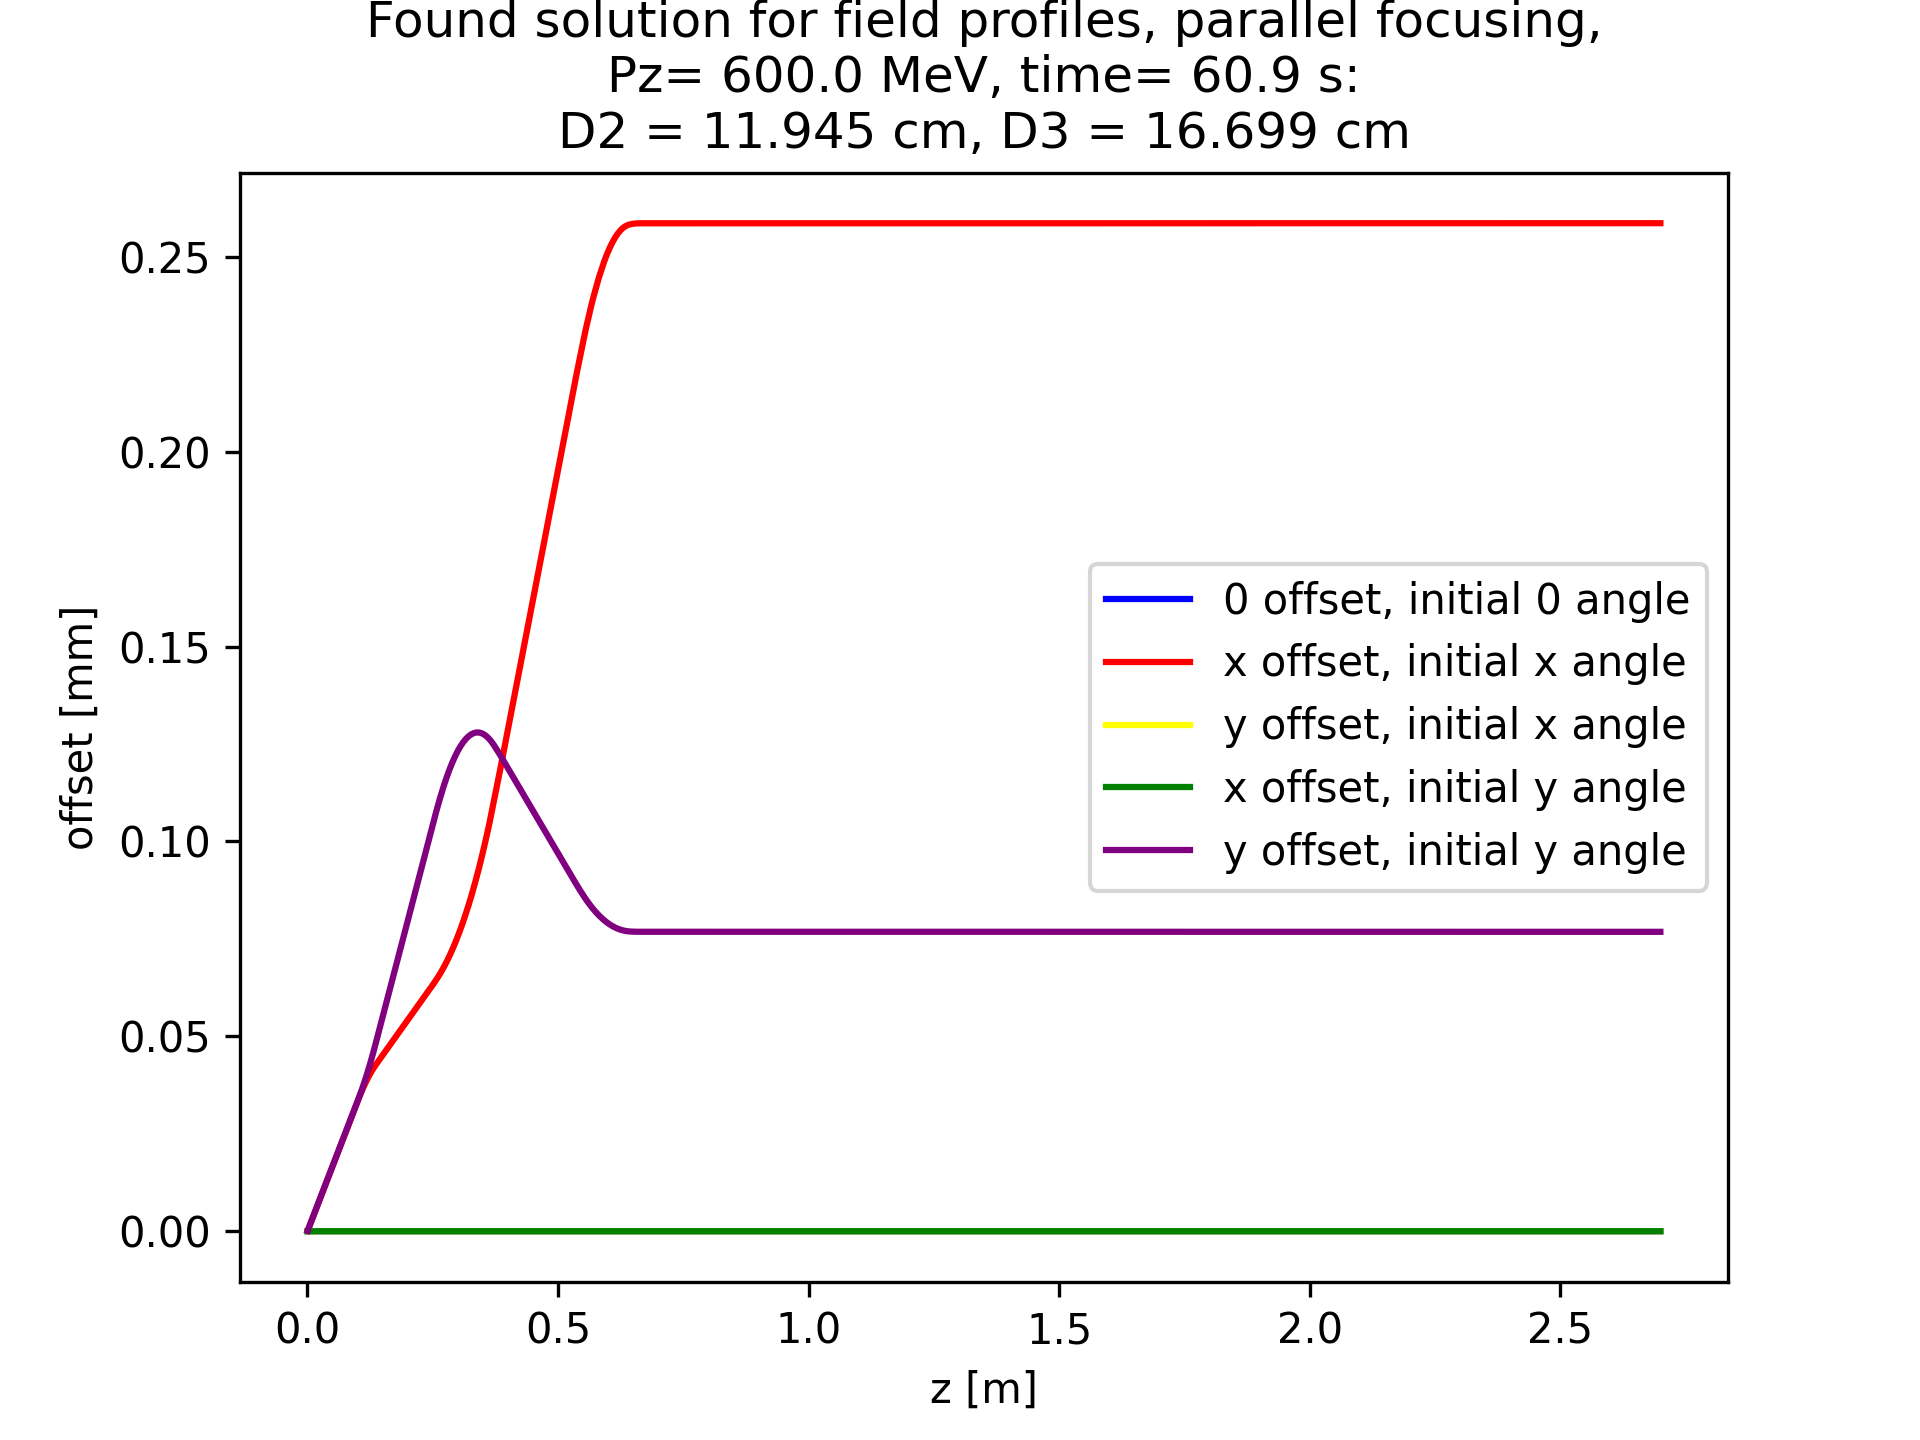 Found solution for field profiles, parallel focusing,
Pz= 600.0 MeV, time= 60.9 s:
D2 = 11.945 cm, D3 = 16.699 cm
0.25
0.20
0.15
0.10
0.05
0.00
offset [mm]
0 offset, initial 0 angle
x offset, initial x angle
y offset, initial x angle
x offset, initial y angle
y offset, initial y angle
0.0 0.5 1.0 1.5 2.0 2.5
z [m]